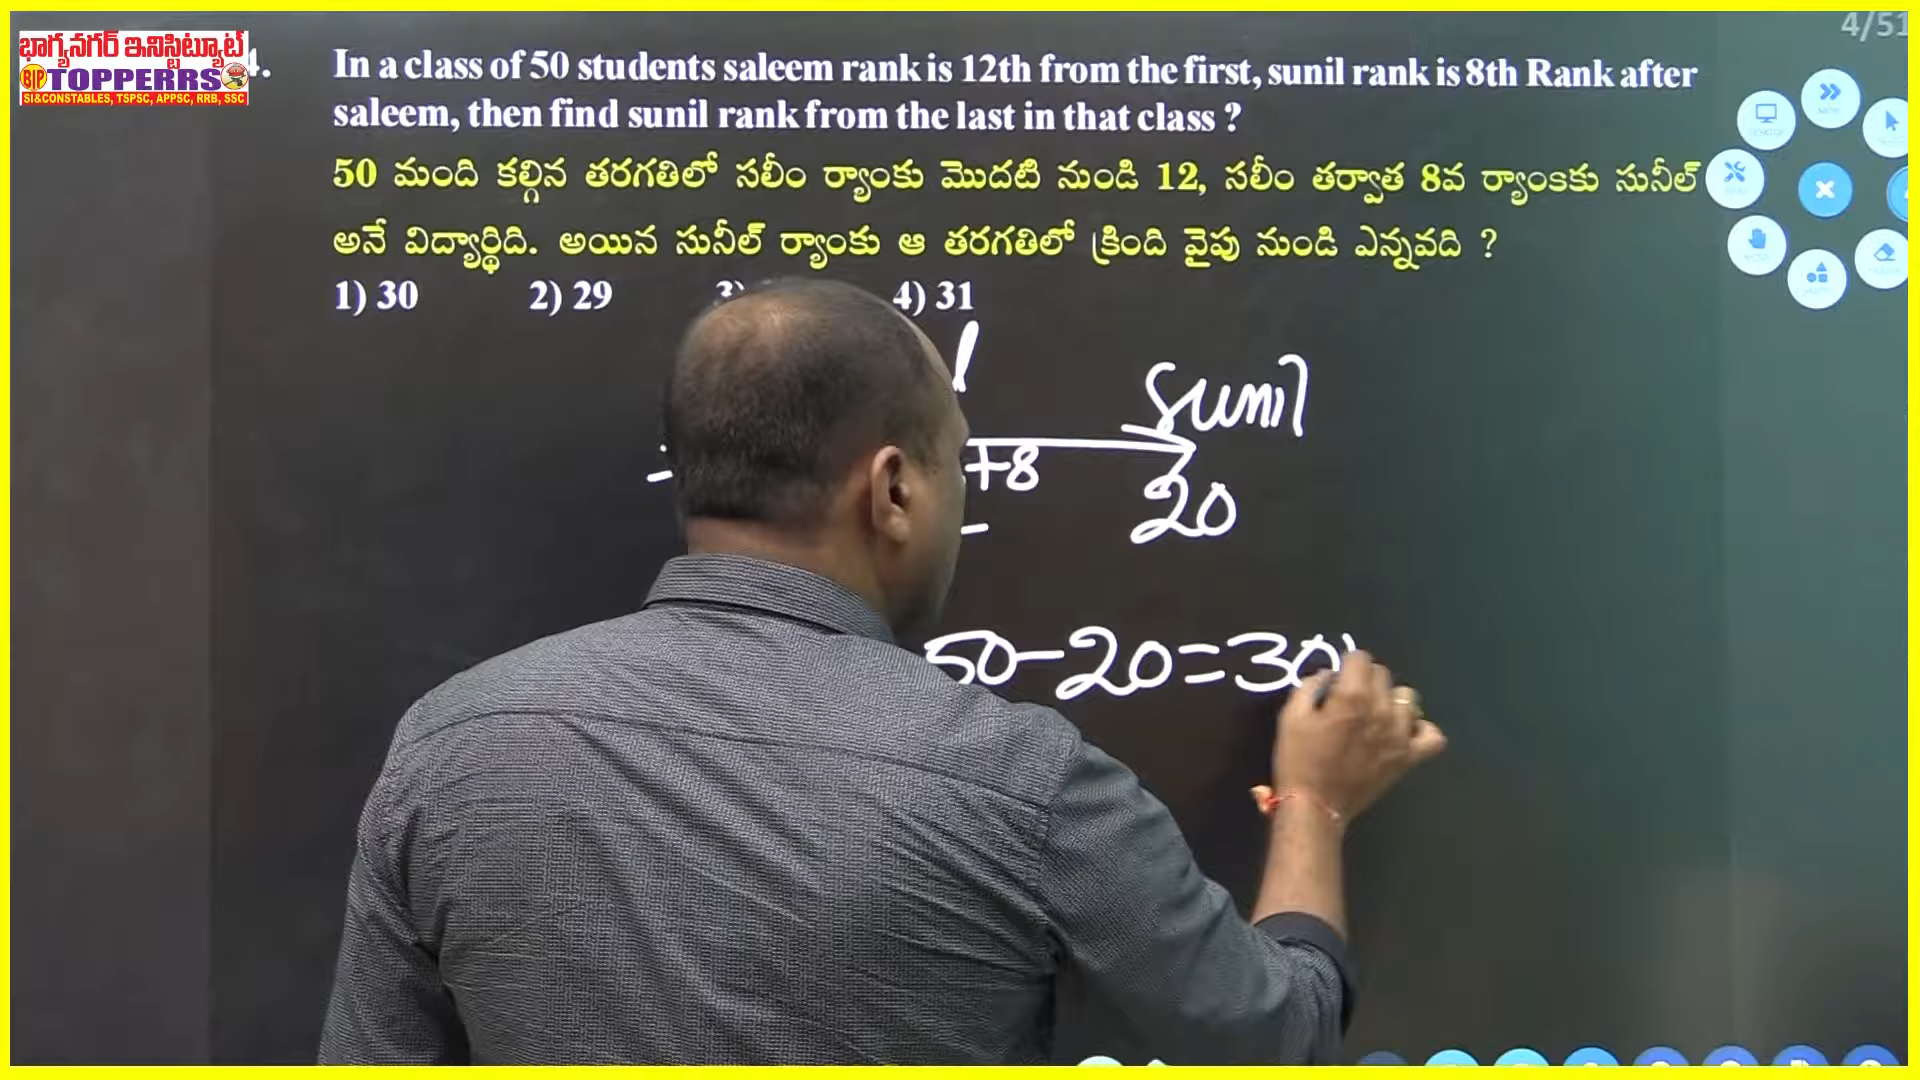 భాగ్యనగర్ ఇనిస్టిట్యూట్
BIP TOPPERRS
SI&CONSTABLES, TSPSC, APPSC, RRB, SSC
4/51
4. In a class of 50 students saleem rank is 12th from the first, sunil rank is 8th Rank after
saleem, then find sunil rank from the last in that class ?
50 మంది కల్గిన తరగతిలో సలీం ర్యాంకు మొదటి నుండి 12, సలీం తర్వాత 8వ ర్యాంకకు సునీల్
అనే విద్యార్థిది. అయిన సునీల్ ర్యాంకు ఆ తరగతిలో క్రింది వైపు నుండి ఎన్నవది ?
1) 30 2) 29 3) 4) 31
Sunil
+8
20
50-20=30